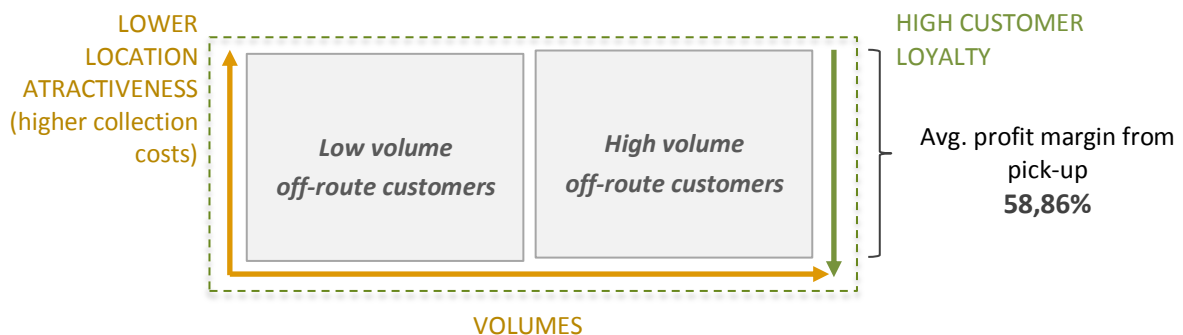 LOWER
LOCATION
ATRACTIVENESS
(higher collection
costs)
Low volume
off-route customers
High volume
off-route customers
HIGH CUSTOMER
LOYALTY
Avg. profit margin from
pick-up
58,86%
VOLUMES